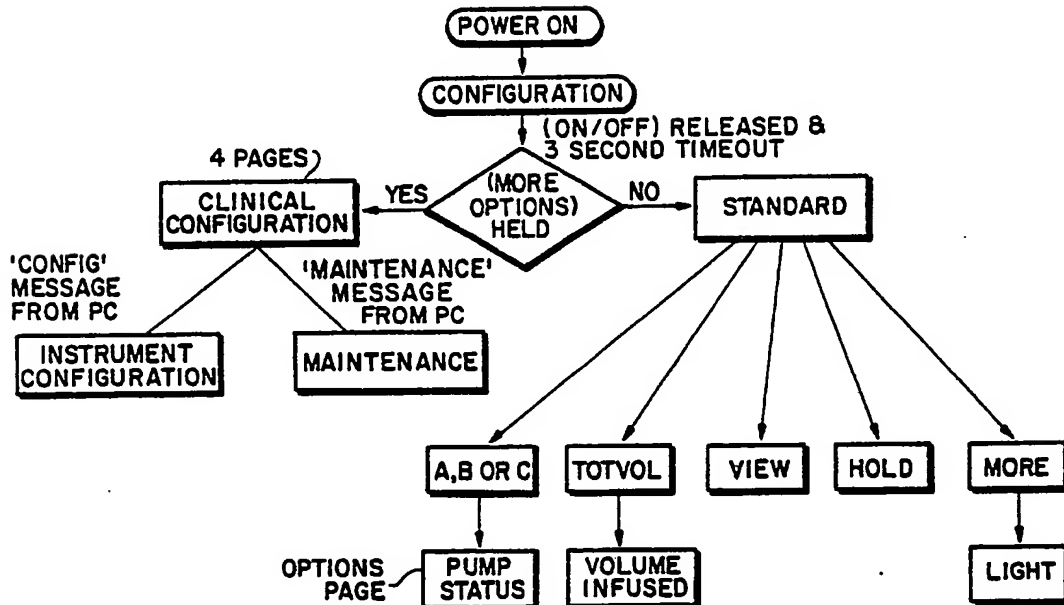 POWER ON
CONFIGURATION
(ON/OFF) RELEASED &
3 SECOND TIMEOUT
4 PAGES
CLINICAL
CONFIGURATION
YES
(MORE
OPTIONS)
HELD
NO
STANDARD
'CONFIG'
MESSAGE
FROM PC
'MAINTENANCE'
MESSAGE
FROM PC
INSTRUMENT
CONFIGURATION
MAINTENANCE
A,B OR C
TOTVOL
VIEW
HOLD
MORE
OPTIONS
PAGE
PUMP
STATUS
VOLUME
INFUSED
LIGHT